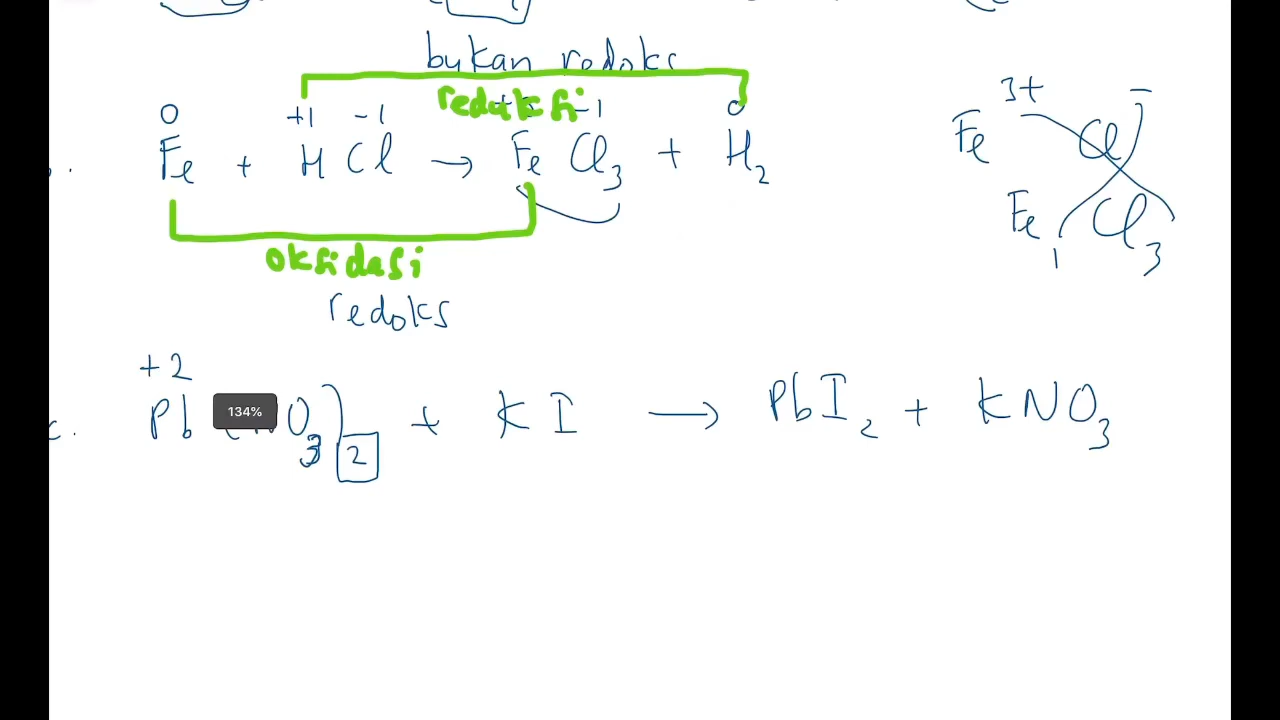 bukan redoks
reduksi
0 +1 -1 -1 0
Fe + HCl → FeCl₃ + H₂
oksidasi
redoks
3+ −
Fe Cl
Fe₁ Cl₃
+2
c. Pb NO₃)₂ + KI → PbI₂ + KNO₃
134%